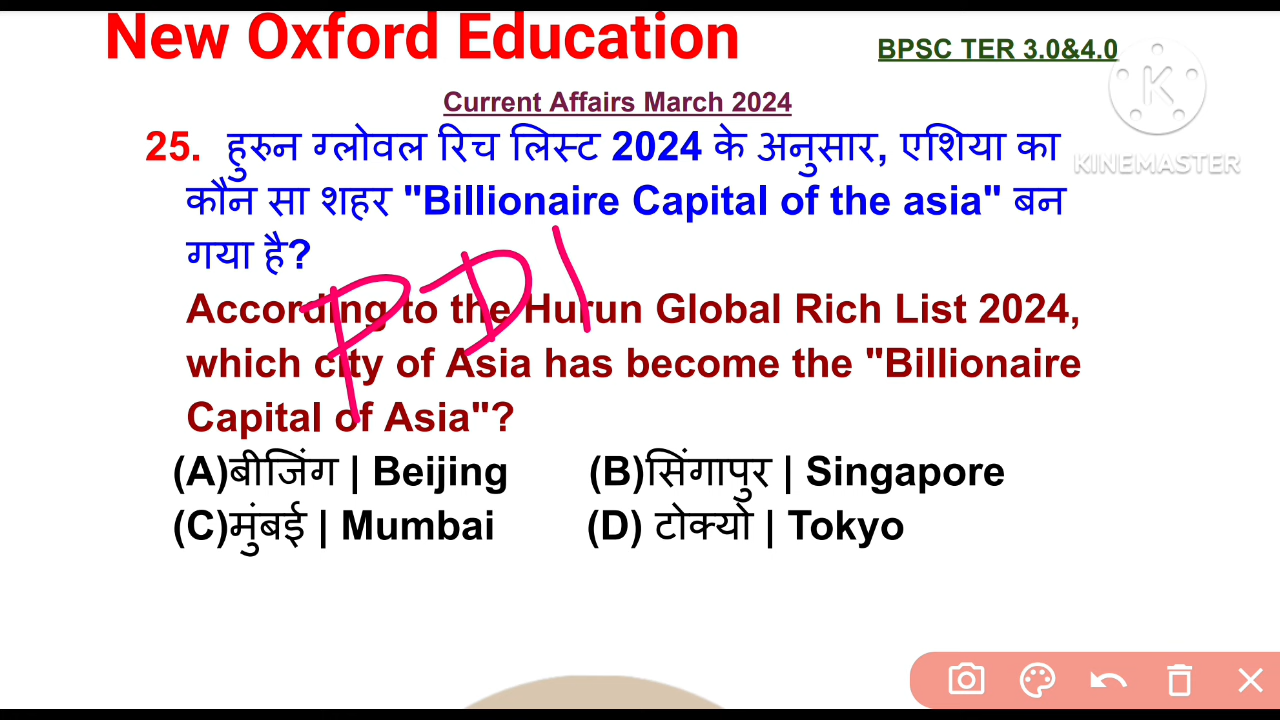 New Oxford Education
BPSC TER 3.0&4.0
Current Affairs March 2024
25. हुरुन ग्लोवल रिच लिस्ट 2024 के अनुसार, एशिया का
कौन सा शहर "Billionaire Capital of the asia" बन
गया है?
According to the Hurun Global Rich List 2024,
which city of Asia has become the "Billionaire
Capital of Asia"?
(A)बीजिंग | Beijing (B)सिंगापुर | Singapore
(C)मुंबई | Mumbai (D) टोक्यो | Tokyo
K
KINEMASTER